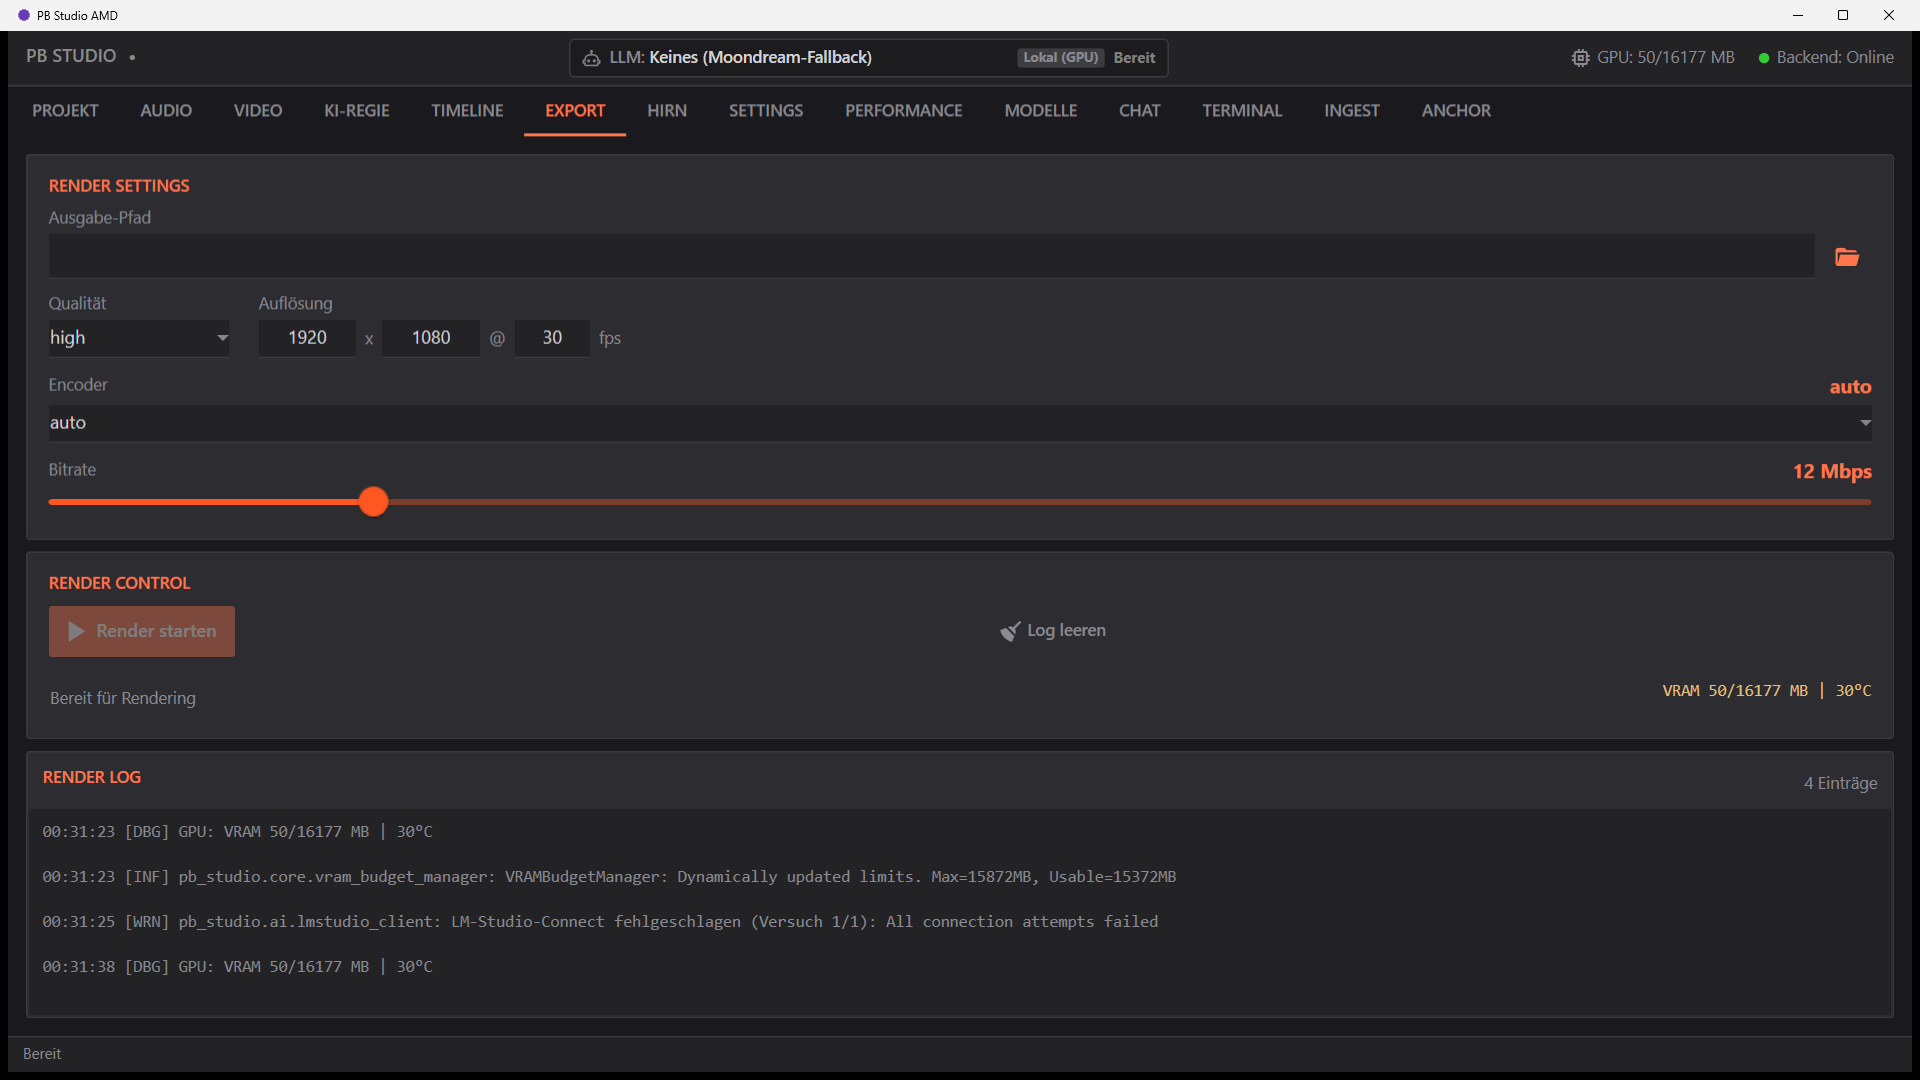 PB Studio AMD
PB STUDIO •
LLM: Keines (Moondream-Fallback) Lokal (GPU) Bereit
GPU: 50/16177 MB
Backend: Online
PROJEKT AUDIO VIDEO KI-REGIE TIMELINE EXPORT HIRN SETTINGS PERFORMANCE MODELLE CHAT TERMINAL INGEST ANCHOR
RENDER SETTINGS
Ausgabe-Pfad
Qualität Auflösung
high 1920 x 1080 @ 30 fps
Encoder auto
auto
Bitrate 12 Mbps
RENDER CONTROL
Render starten Log leeren
Bereit für Rendering VRAM 50/16177 MB | 30°C
RENDER LOG 4 Einträge
00:31:23 [DBG] GPU: VRAM 50/16177 MB | 30°C
00:31:23 [INF] pb_studio.core.vram_budget_manager: VRAMBudgetManager: Dynamically updated limits. Max=15872MB, Usable=15372MB
00:31:25 [WRN] pb_studio.ai.lmstudio_client: LM-Studio-Connect fehlgeschlagen (Versuch 1/1): All connection attempts failed
00:31:38 [DBG] GPU: VRAM 50/16177 MB | 30°C
Bereit